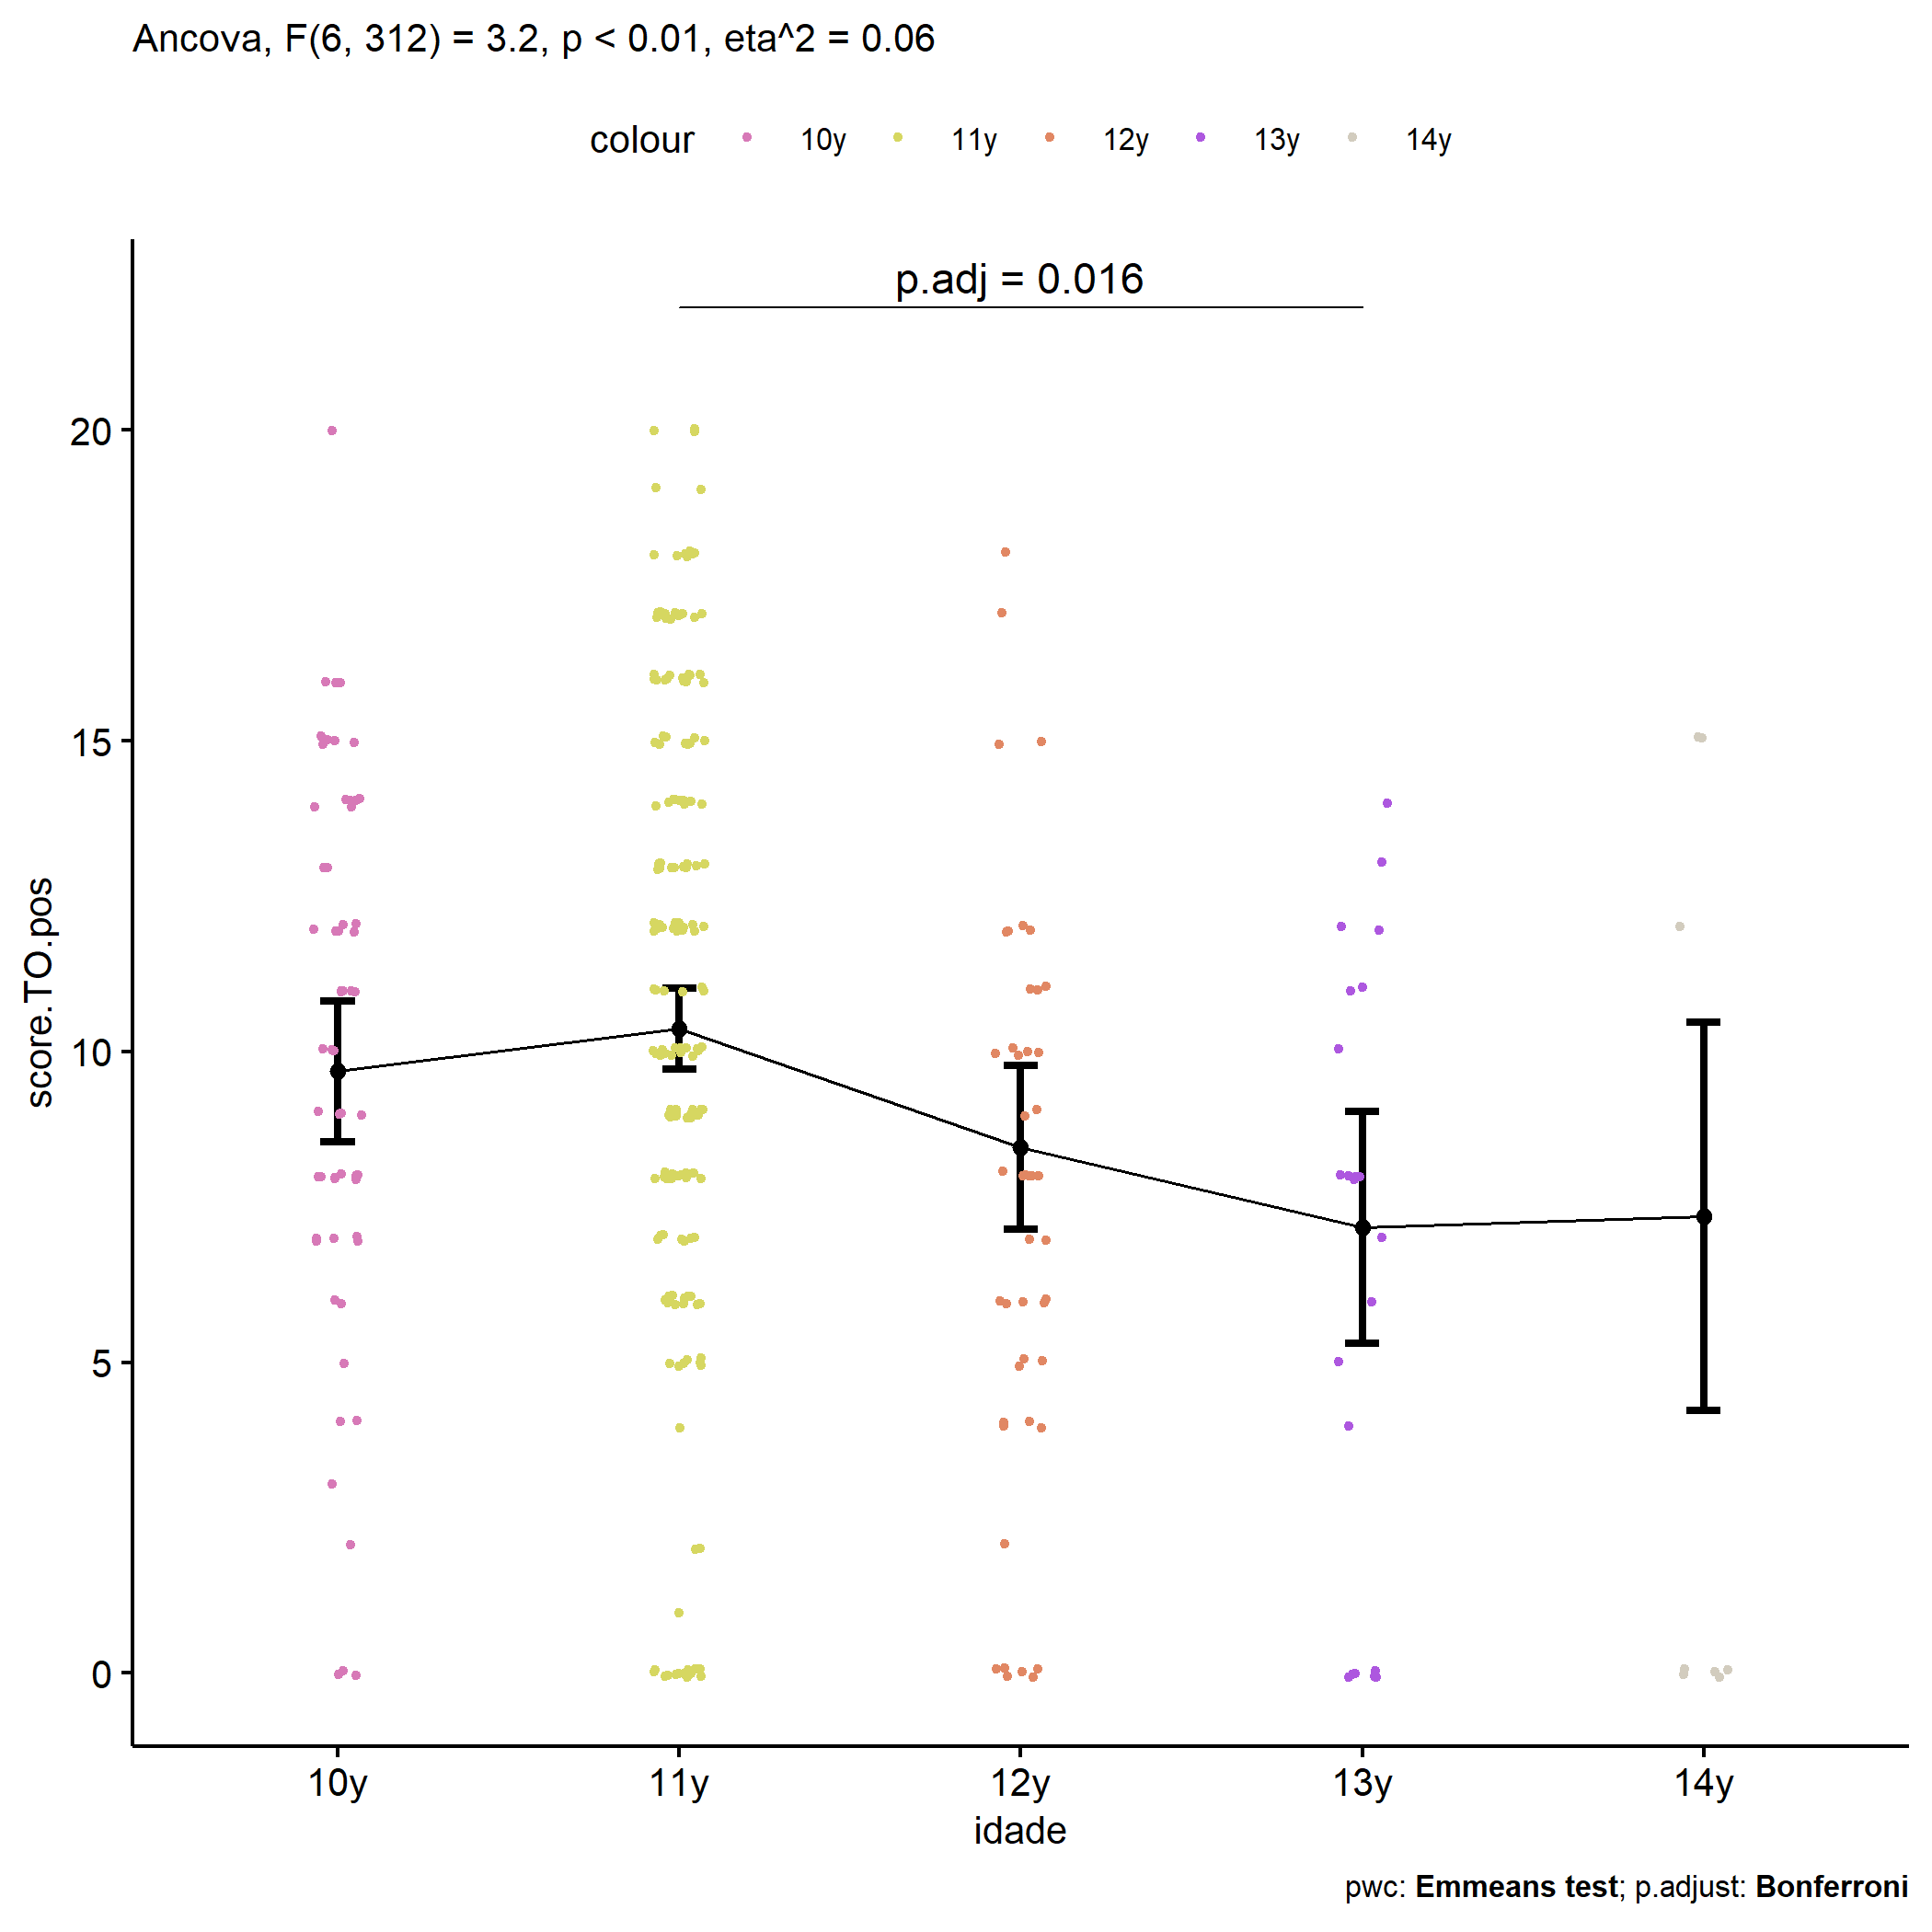 Ancova, F(6, 312) = 3.2, p < 0.01, eta^2 = 0.06
colour 10y 11y 12y 13y 14y
p.adj = 0.016
20
15
10
5
0
score.TO.pos
10y 11y 12y 13y 14y
idade
pwc: Emmeans test; p.adjust: Bonferroni